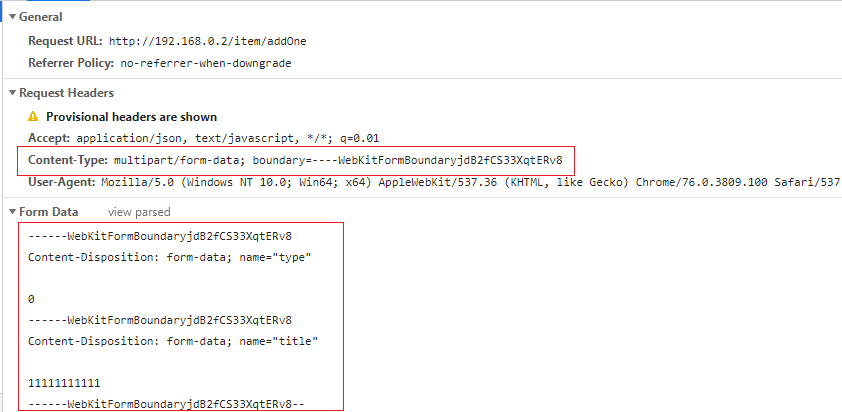 General
Request URL: http://192.168.0.2/item/addOne
Referrer Policy: no-referrer-when-downgrade
Request Headers
Provisional headers are shown
Accept: application/json, text/javascript, */*; q=0.01
Content-Type: multipart/form-data; boundary=----WebKitFormBoundaryjdB2fCS33XqtERv8
User-Agent: Mozilla/5.0 (Windows NT 10.0; Win64; x64) AppleWebKit/537.36 (KHTML, like Gecko) Chrome/76.0.3809.100 Safari/537
Form Data view parsed
------WebKitFormBoundaryjdB2fCS33XqtERv8
Content-Disposition: form-data; name="type"
0
------WebKitFormBoundaryjdB2fCS33XqtERv8
Content-Disposition: form-data; name="title"
11111111111
------WebKitFormBoundaryjdB2fCS33XqtERv8--